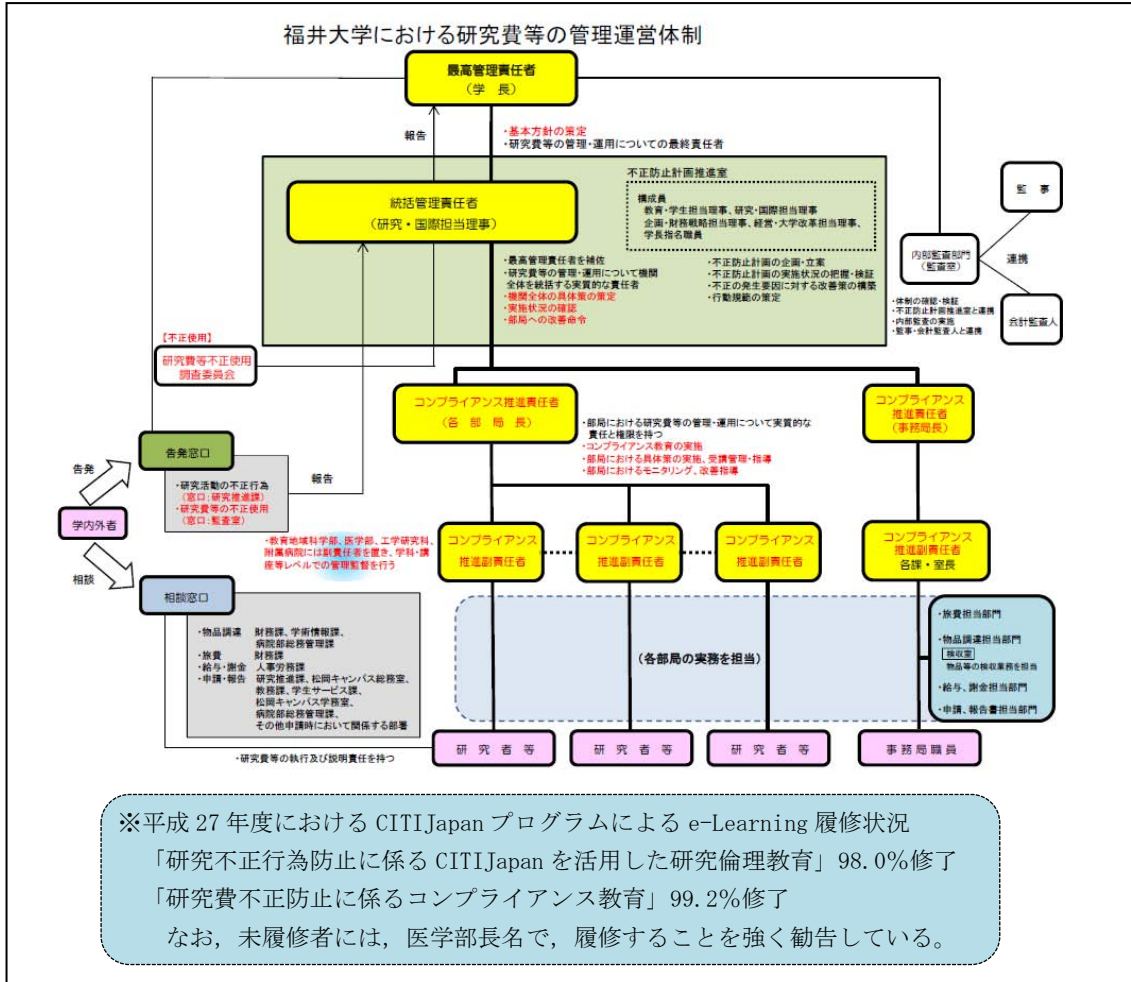 福井大学における研究費等の管理運営体制
最高管理責任者
（学　長）
報告
・基本方針の策定
・研究費等の管理・運用についての最終責任者
不正防止計画推進室
構成員
教育・学生担当理事、研究・国際担当理事
企画・財務戦略担当理事、経営・大学改革担当理事、
学長指名職員
統括管理責任者
（研究・国際担当理事）
・最高管理責任者を補佐
・研究費等の管理・運用について機関
全体を統括する実質的な責任者
・機関全体の具体策の策定
・実施状況の確認
・部局への改善命令
・不正防止計画の企画・立案
・不正防止計画の実施状況の把握・検証
・不正の発生要因に対する改善策の構築
・行動規範の策定
監　事
内部監査部門
（監査室）
連携
会計監査人
・体制の確認・検証
・不正防止計画推進室と連携
・内部監査の実施
・監事・会計監査人と連携
【不正使用】
研究費等不正使用
調査委員会
コンプライアンス推進責任者
（各　部　局　長）
・部局における研究費等の管理・運用について実質的な
責任と権限を持つ
・コンプライアンス教育の実施
・部局における具体策の実施、受講管理・指導
・部局におけるモニタリング、改善指導
コンプライアンス
推進責任者
（事務局長）
告発
告発窓口
・研究活動の不正行為
（窓口：研究推進課）
・研究費等の不正使用
（窓口：監査室）
報告
学内外者
相談
・教育地域科学部、医学部、工学研究科、
附属病院には副責任者を置き、学科・講
座等レベルでの管理監督を行う
コンプライアンス
推進副責任者
コンプライアンス
推進副責任者
コンプライアンス
推進副責任者
コンプライアンス
推進副責任者
各課・室長
相談窓口
・物品調達　財務課、学術情報課、
病院部総務管理課
・旅費　財務課
・給与・謝金　人事労務課
・申請・報告　研究推進課、松岡キャンパス総務室、
教務課、学生サービス課、
松岡キャンパス学務室、
病院部総務管理課、
その他申請時において関係する部署
（各部局の実務を担当）
・旅費担当部門
・物品調達担当部門
検収室
物品等の検収業務を担当
・給与、謝金担当部門
・申請、報告書担当部門
研　究　者　等
研　究　者　等
研　究　者　等
事務局職員
・研究費等の執行及び説明責任を持つ
※平成27年度におけるCITIJapanプログラムによるe-Learning履修状況
「研究不正行為防止に係るCITIJapanを活用した研究倫理教育」98.0％修了
「研究費不正防止に係るコンプライアンス教育」99.2％修了
なお，未履修者には，医学部長名で，履修することを強く勧告している。